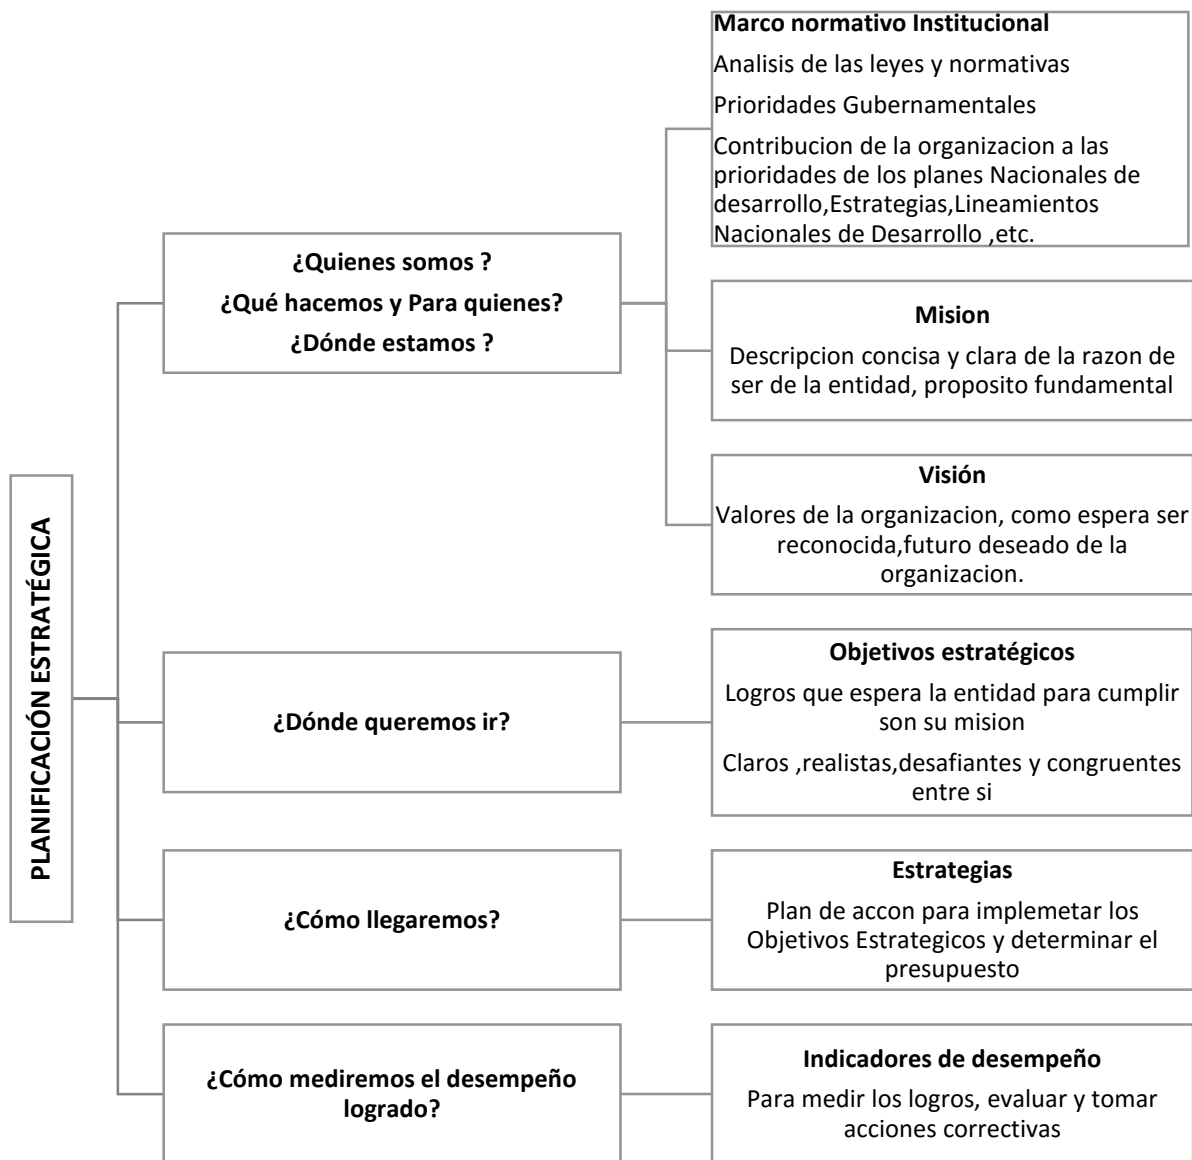 Marco normativo Institucional
Analisis de las leyes y normativas
Prioridades Gubernamentales
Contribucion de la organizacion a las
prioridades de los planes Nacionales de
desarrollo,Estrategias,Lineamientos
Nacionales de Desarrollo ,etc.
¿Quienes somos ?
¿Qué hacemos y Para quienes?
¿Dónde estamos ?
Mision
Descripcion concisa y clara de la razon de
ser de la entidad, proposito fundamental
Visión
Valores de la organizacion, como espera ser
reconocida,futuro deseado de la
organizacion.
PLANIFICACIÓN ESTRATÉGICA
¿Dónde queremos ir?
Objetivos estratégicos
Logros que espera la entidad para cumplir
son su mision
Claros ,realistas,desafiantes y congruentes
entre si
¿Cómo llegaremos?
Estrategias
Plan de accon para implemetar los
Objetivos Estrategicos y determinar el
presupuesto
¿Cómo mediremos el desempeño
logrado?
Indicadores de desempeño
Para medir los logros, evaluar y tomar
acciones correctivas